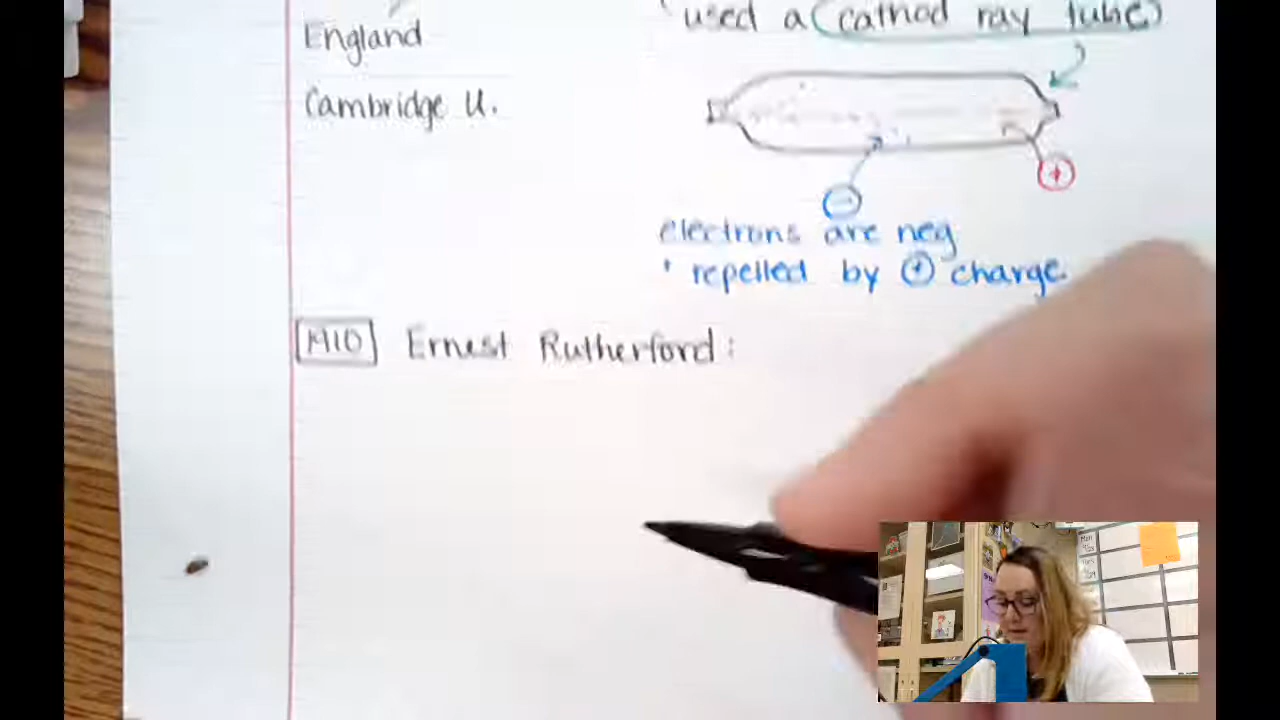 England
Cambridge U.
used a (cathod ray tube)
−
+
electrons are neg
' repelled by ⊕ charge
1910 Ernest Rutherford: